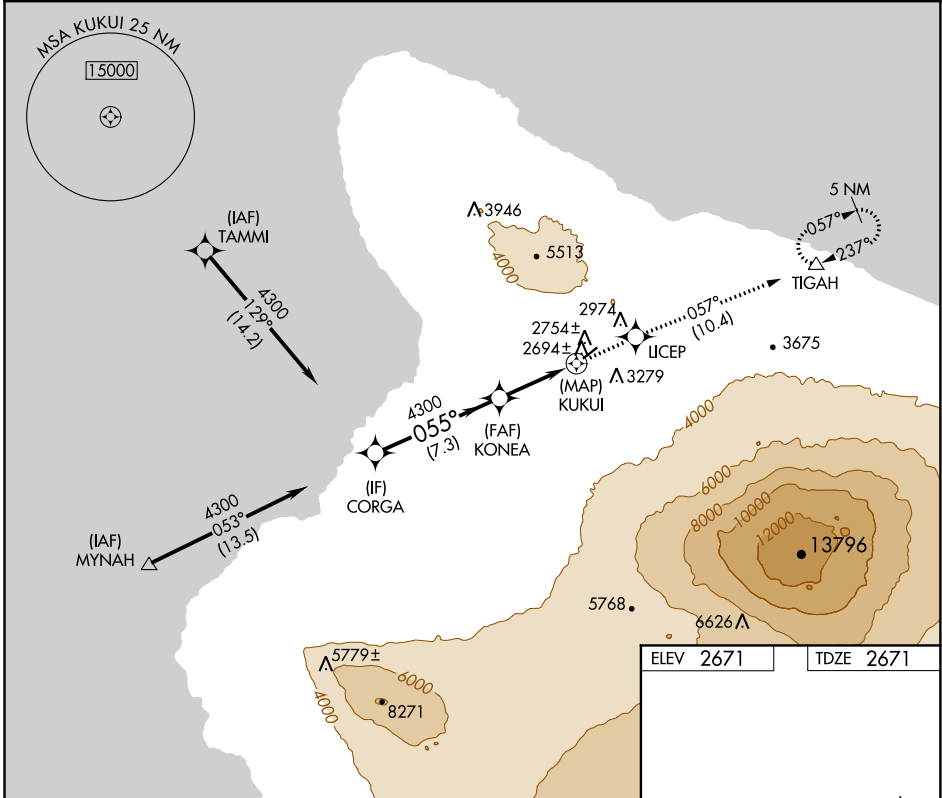 MSA KUKUI 25 NM
15000
(IAF)
TAMMI
4300
129°
(14.2)
3946
4000
5513
5 NM
057°
237°
TIGAH
2974
057°
(10.4)
2754±
2694±
LICEP
3675
3279
(MAP)
KUKUI
4300
055°
(7.3)
(FAF)
KONEA
(IF)
CORGA
4300
053°
(13.5)
(IAF)
MYNAH
4000
6000
8000
10000
12000
13796
5768
6626
5779±
6000
4000
8271
ELEV 2671
TDZE 2671